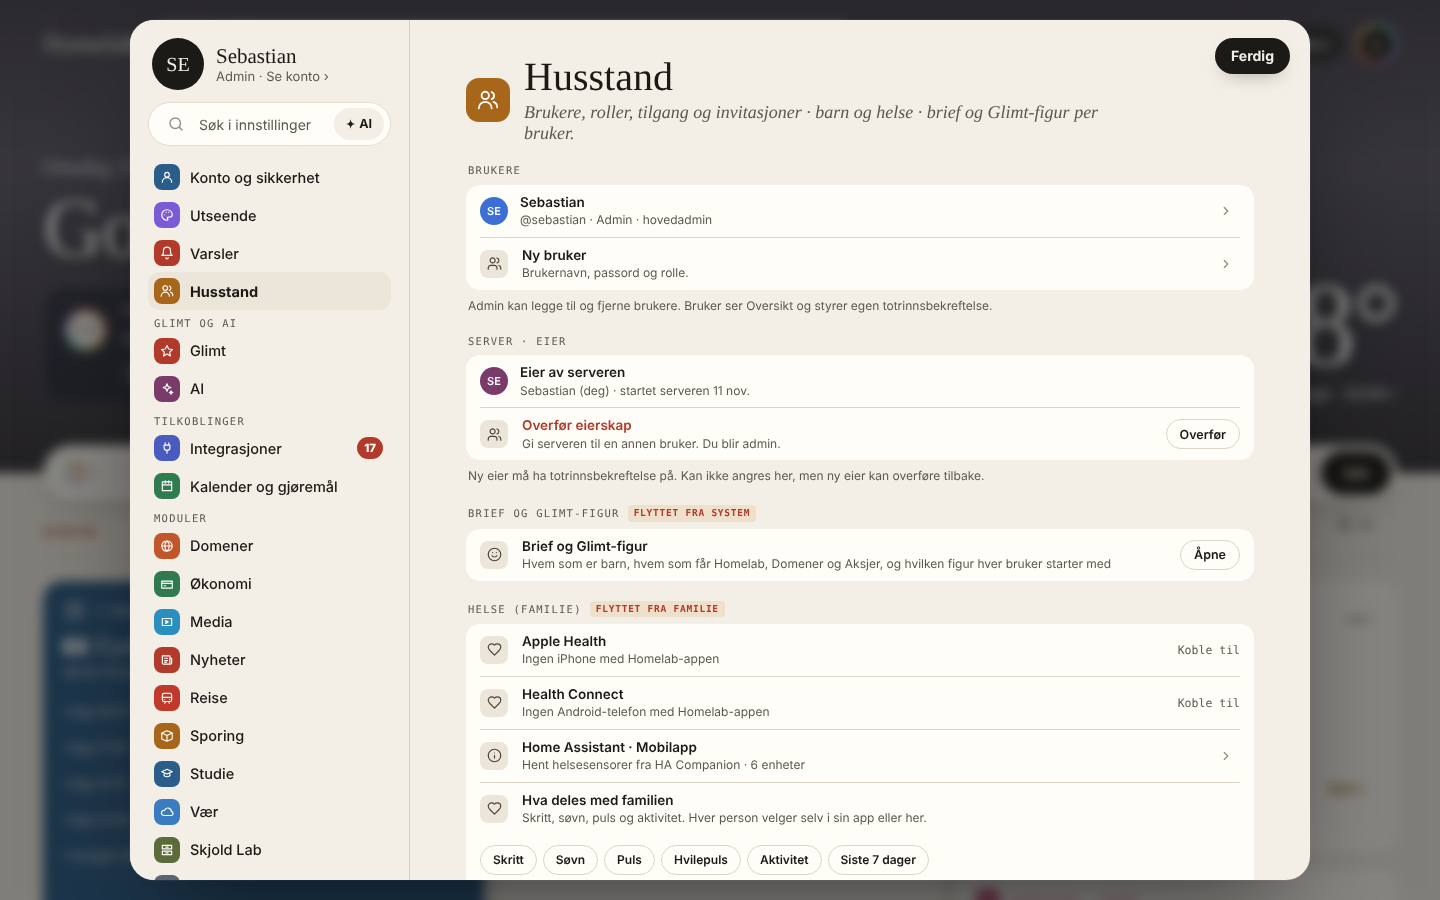 SE
Sebastian
Admin · Se konto ›
Søk i innstillinger
✦ AI
Konto og sikkerhet
Utseende
Varsler
Husstand
GLIMT OG AI
Glimt
AI
TILKOBLINGER
Integrasjoner
17
Kalender og gjøremål
MODULER
Domener
Økonomi
Media
Nyheter
Reise
Sporing
Studie
Vær
Skjold Lab
Ferdig
Husstand
Brukere, roller, tilgang og invitasjoner · barn og helse · brief og Glimt-figur per
bruker.
BRUKERE
SE
Sebastian
@sebastian · Admin · hovedadmin
Ny bruker
Brukernavn, passord og rolle.
Admin kan legge til og fjerne brukere. Bruker ser Oversikt og styrer egen totrinnsbekreftelse.
SERVER · EIER
SE
Eier av serveren
Sebastian (deg) · startet serveren 11 nov.
Overfør eierskap
Gi serveren til en annen bruker. Du blir admin.
Overfør
Ny eier må ha totrinnsbekreftelse på. Kan ikke angres her, men ny eier kan overføre tilbake.
BRIEF OG GLIMT-FIGUR FLYTTET FRA SYSTEM
Brief og Glimt-figur
Hvem som er barn, hvem som får Homelab, Domener og Aksjer, og hvilken figur hver bruker starter med
Åpne
HELSE (FAMILIE) FLYTTET FRA FAMILIE
Apple Health
Ingen iPhone med Homelab-appen
Koble til
Health Connect
Ingen Android-telefon med Homelab-appen
Koble til
Home Assistant · Mobilapp
Hent helsesensorer fra HA Companion · 6 enheter
Hva deles med familien
Skritt, søvn, puls og aktivitet. Hver person velger selv i sin app eller her.
Skritt
Søvn
Puls
Hvilepuls
Aktivitet
Siste 7 dager
8°